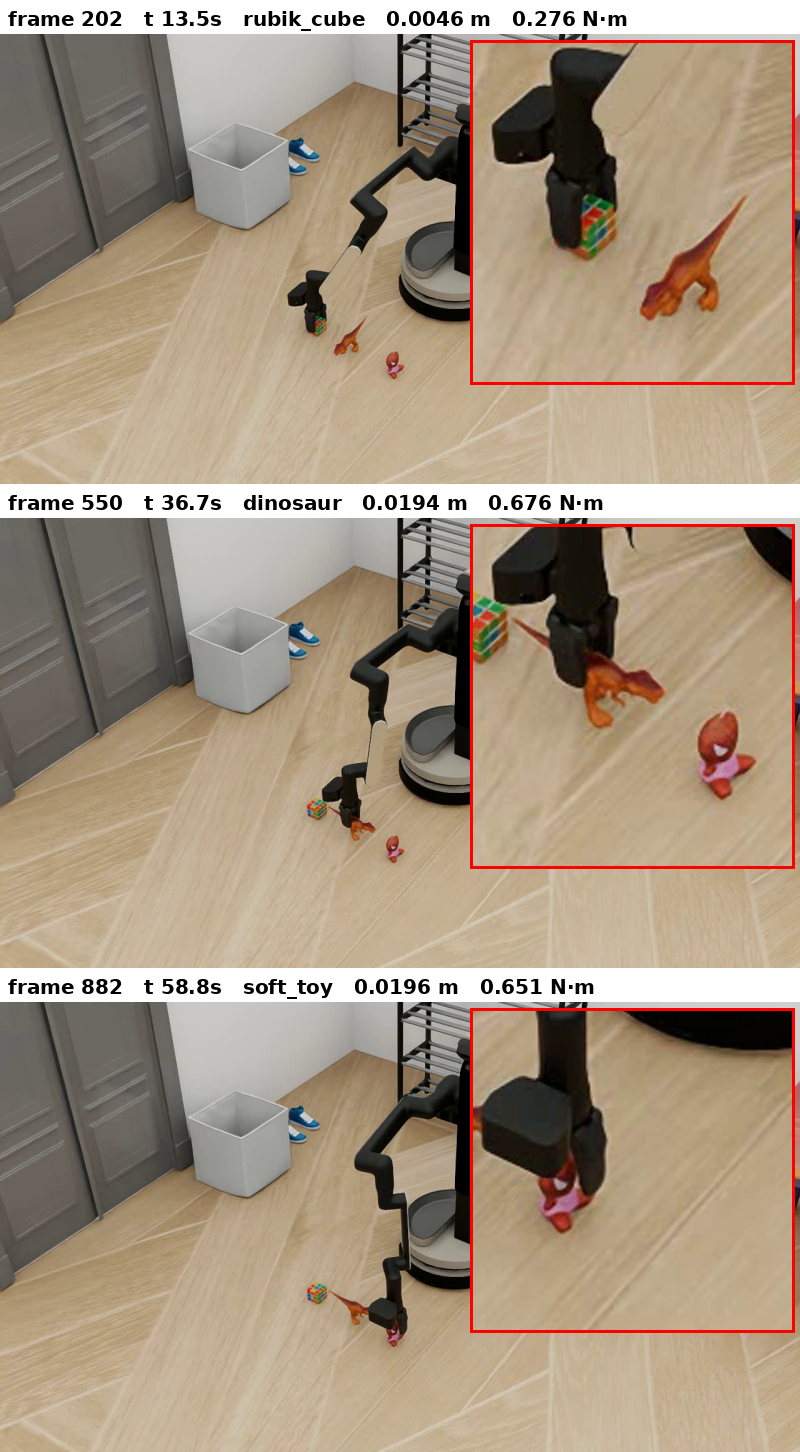 frame 202 t 13.5s rubik_cube 0.0046 m 0.276 N·m
frame 550 t 36.7s dinosaur 0.0194 m 0.676 N·m
frame 882 t 58.8s soft_toy 0.0196 m 0.651 N·m